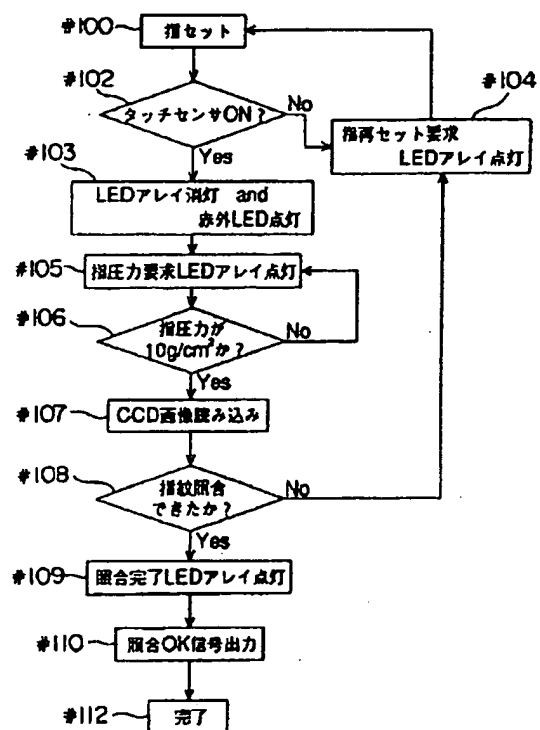 #100
指セット
#102
タッチセンサON?
No
#104
指再セット要求
LEDアレイ点灯
Yes
#103
LEDアレイ消灯 and
赤外LED点灯
#105
指圧力要求LEDアレイ点灯
#106
指圧力が
10g/cm²か?
No
Yes
#107
CCD画像読み込み
#108
指紋照合
できたか?
No
Yes
#109
照合完了LEDアレイ点灯
#110
照合OK信号出力
#112
完了